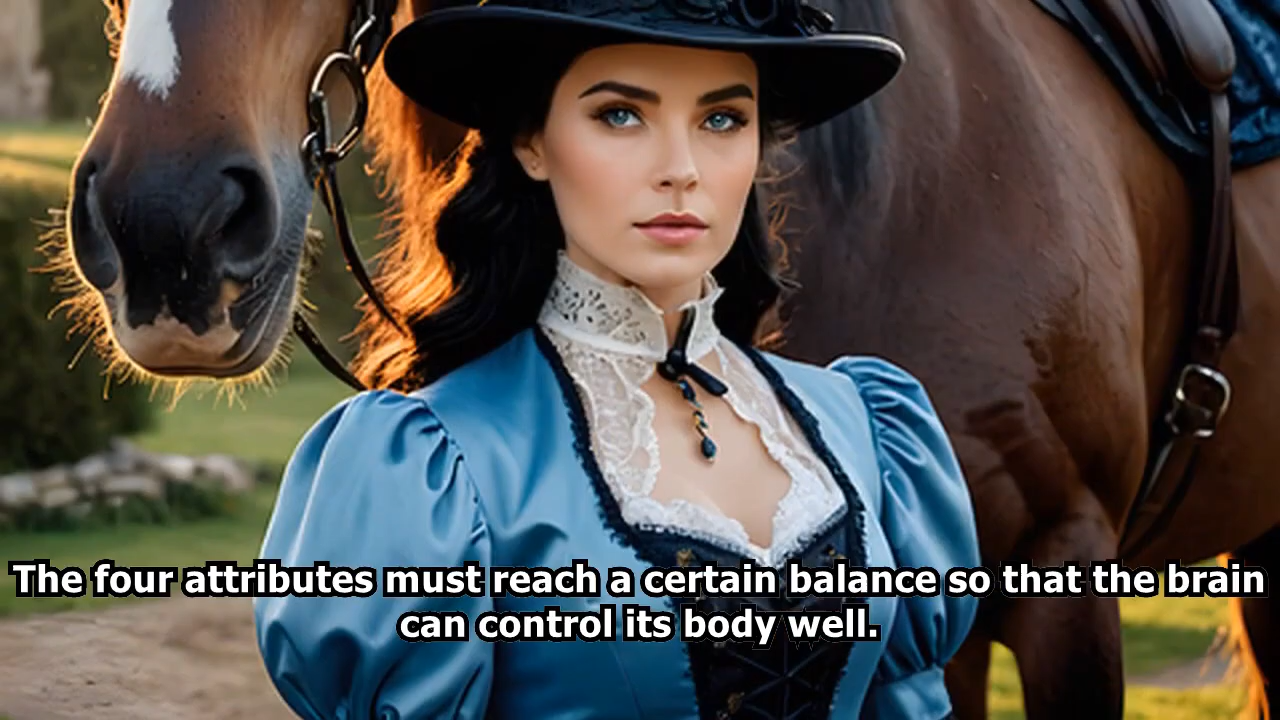 The four attributes must reach a certain balance so that the brain
can control its body well.